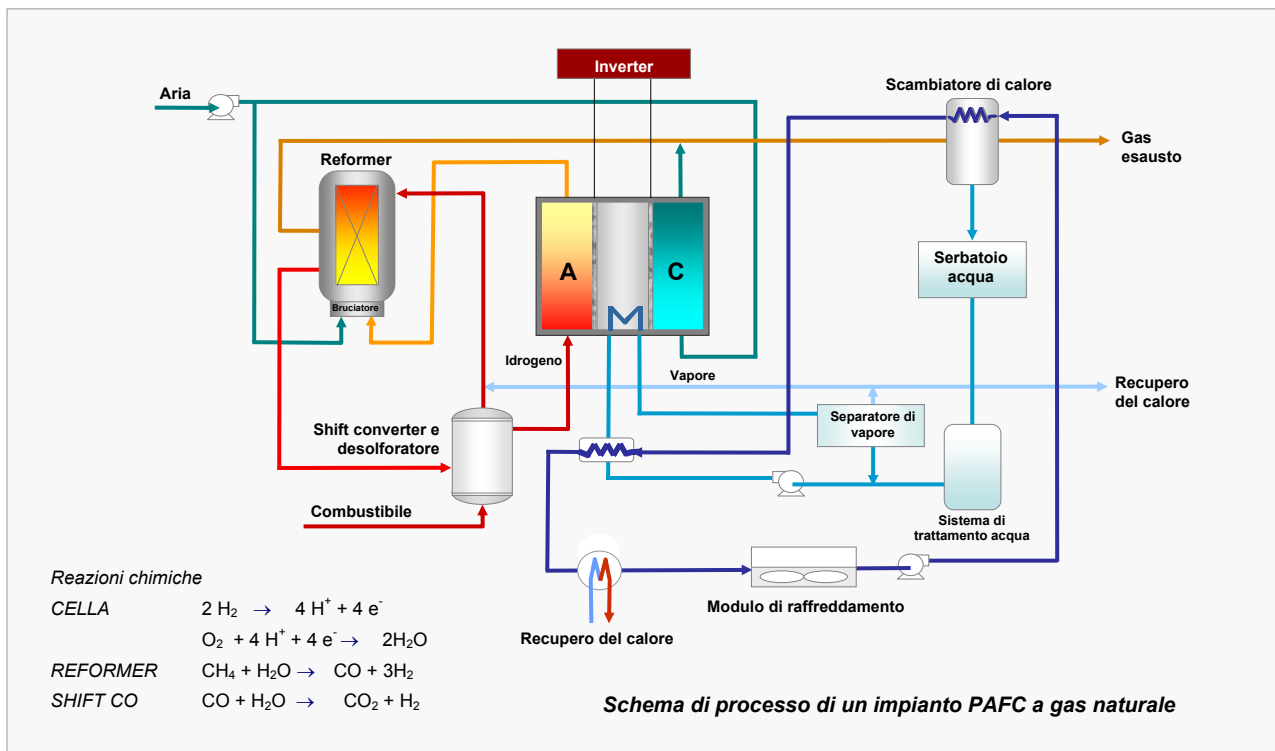 Inverter
Aria
Scambiatore di calore
Gas
esausto
Reformer
A
C
Serbatoio
acqua
Bruciatore
Idrogeno
Vapore
Recupero
del calore
Separatore di
vapore
Shift converter e
desolforatore
Combustibile
Sistema di
trattamento acqua
Modulo di raffreddamento
Recupero del calore
Reazioni chimiche
CELLA 2 H₂ → 4 H⁺ + 4 e⁻
O₂ + 4 H⁺ + 4 e⁻ → 2H₂O
REFORMER CH₄ + H₂O → CO + 3H₂
SHIFT CO CO + H₂O → CO₂ + H₂
Schema di processo di un impianto PAFC a gas naturale